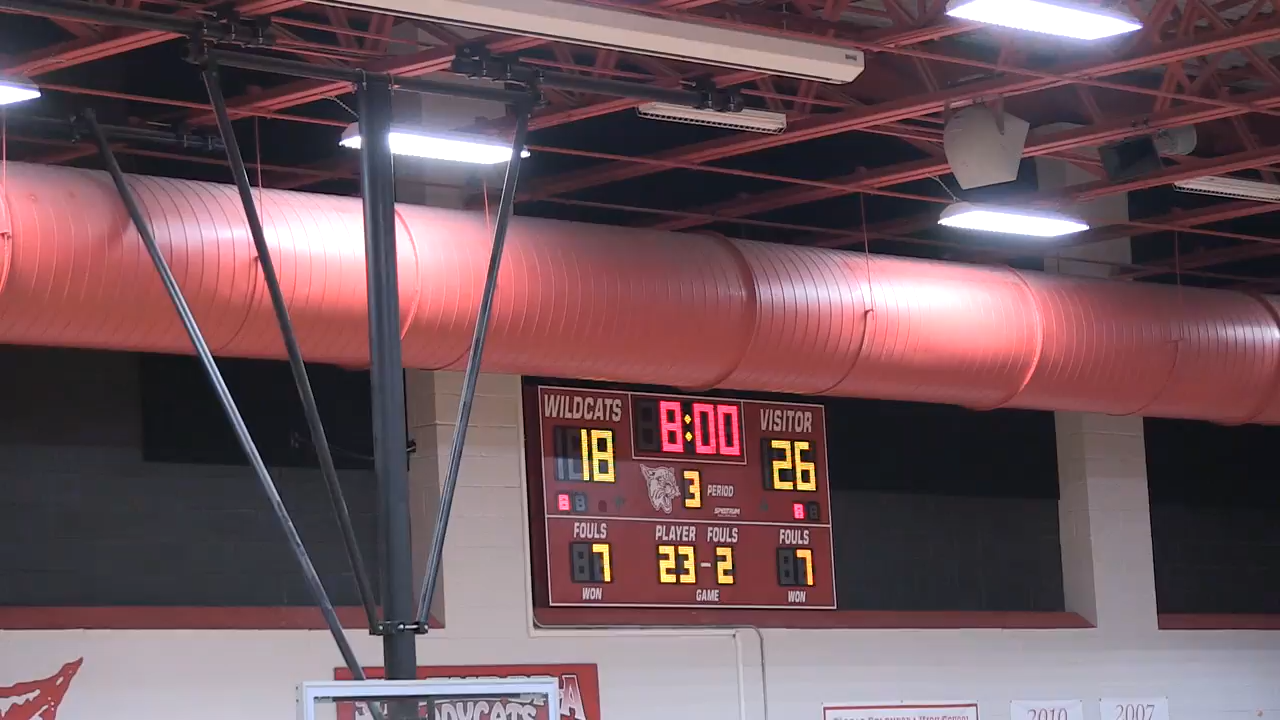 WILDCATS
8:00
VISITOR
18
26
3 PERIOD
SPECTRUM
FOULS
PLAYER FOULS
FOULS
7
23-2
7
WON
GAME
WON
2010
2007